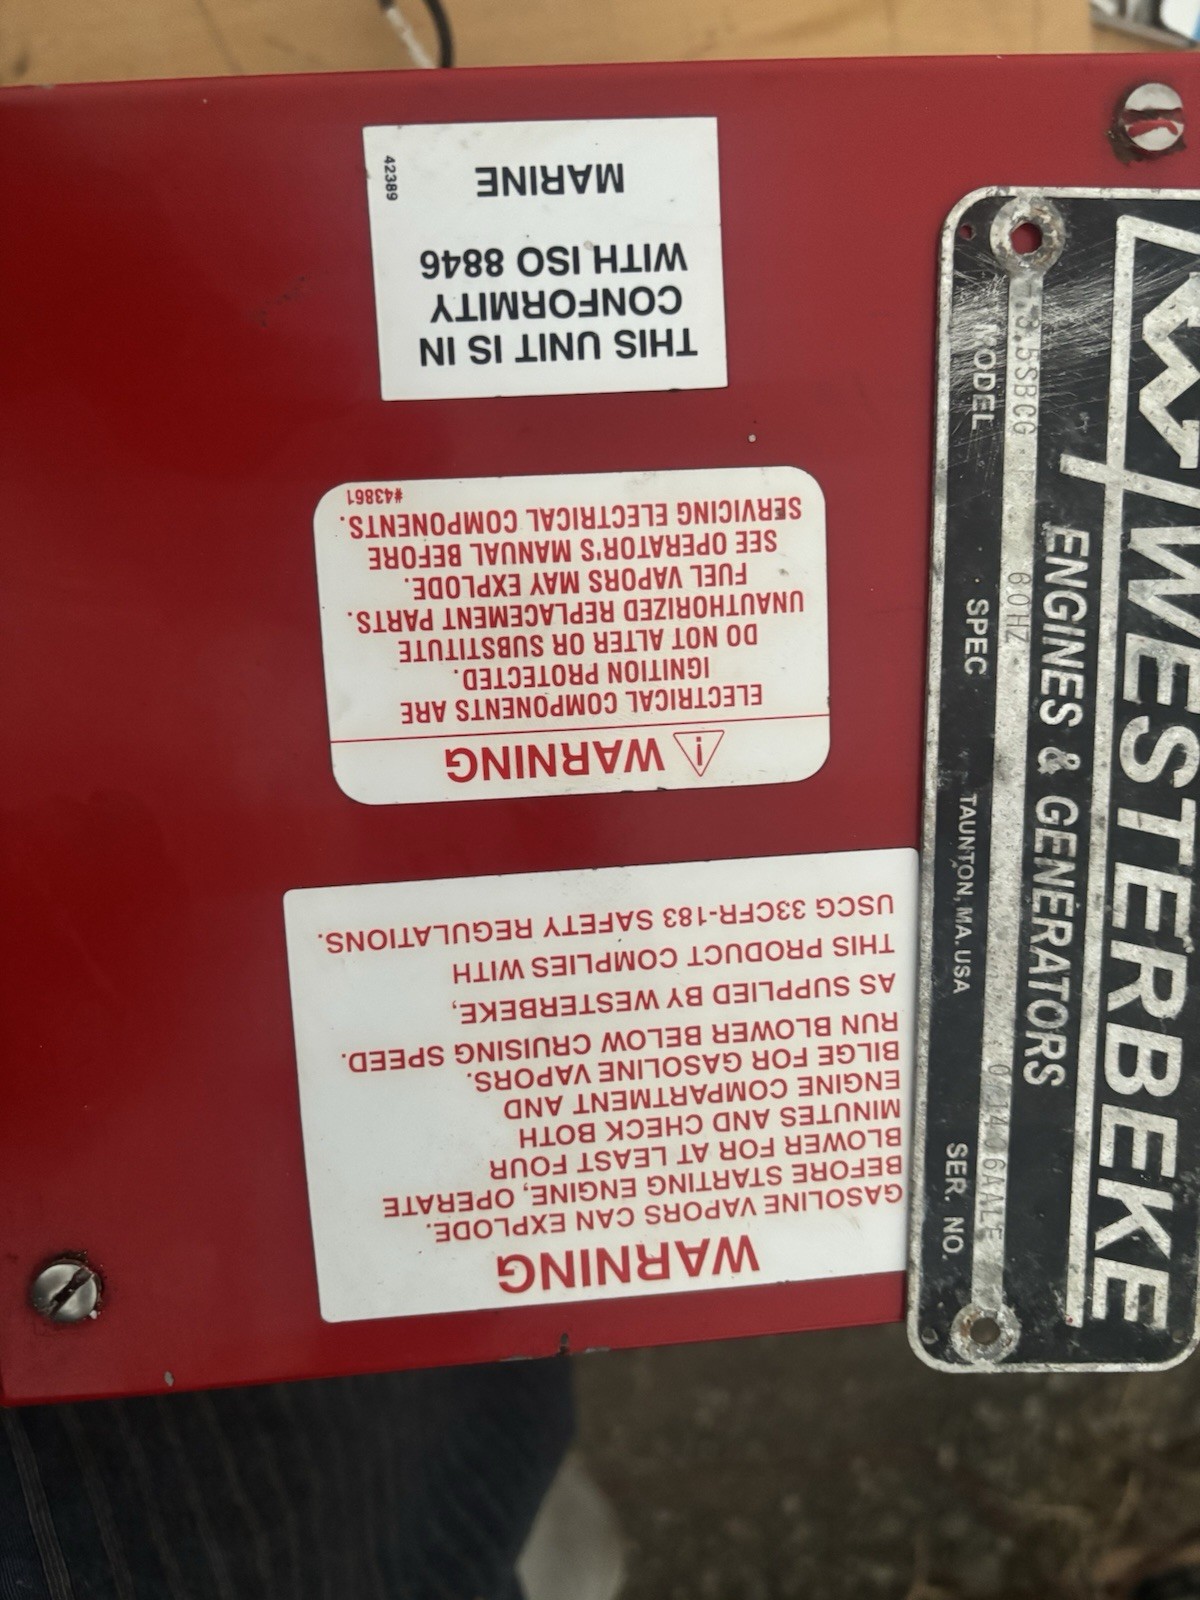 WARNING
GASOLINE VAPORS CAN EXPLODE.
BEFORE STARTING ENGINE, OPERATE
BLOWER FOR AT LEAST FOUR
MINUTES AND CHECK BOTH
ENGINE COMPARTMENT AND
BILGE FOR GASOLINE VAPORS.
RUN BLOWER BELOW CRUISING SPEED.
AS SUPPLIED BY WESTERBEKE,
THIS PRODUCT COMPLIES WITH
USCG 33CFR-183 SAFETY REGULATIONS.
WARNING
ELECTRICAL COMPONENTS ARE
IGNITION PROTECTED.
DO NOT ALTER OR SUBSTITUTE
UNAUTHORIZED REPLACEMENT PARTS.
FUEL VAPORS MAY EXPLODE.
SEE OPERATOR'S MANUAL BEFORE
SERVICING ELECTRICAL COMPONENTS.
#43861
THIS UNIT IS IN
CONFORMITY
WITH ISO 8846
MARINE
42389
WESTERBEKE
ENGINES & GENERATORS
3.5SBCG 60HZ
MODEL SPEC TAUNTON, MA. USA SER. NO.